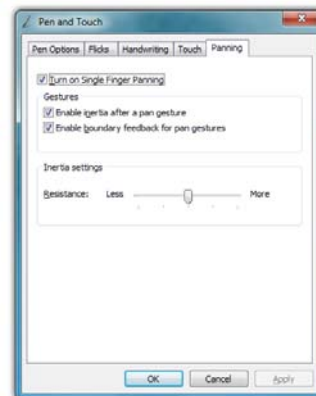 Pen and Touch
Pen Options Flicks Handwriting Touch Panning
Turn on Single Finger Panning
Gestures
Enable inertia after a pan gesture
Enable boundary feedback for pan gestures
Inertia settings
Resistance: Less More
OK Cancel Apply